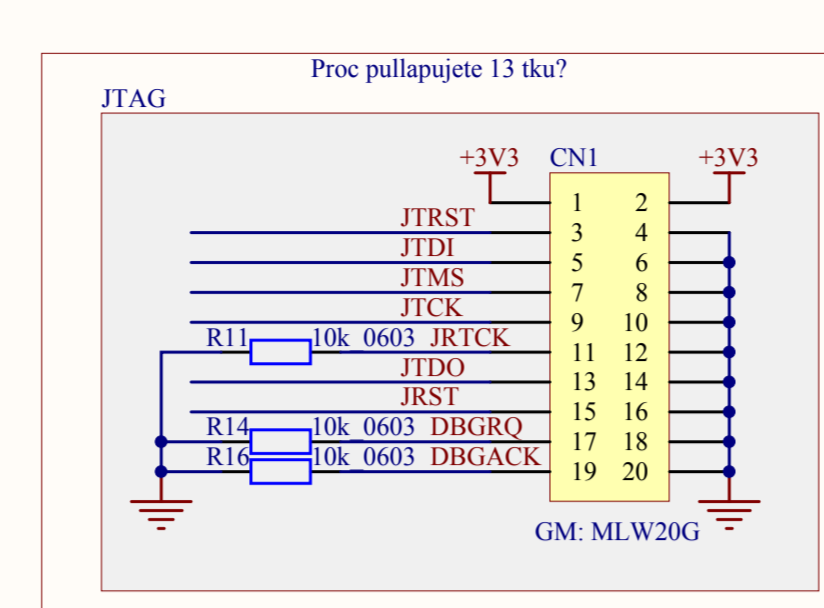 Proc pullapujete 13 tku?
JTAG
+3V3 CN1 +3V3
1 2
JTRST 3 4
JTDI 5 6
JTMS 7 8
JTCK 9 10
R11 10k_0603 JRTCK 11 12
JTDO 13 14
JRST 15 16
R14 10k_0603 DBGRQ 17 18
R16 10k_0603 DBGACK 19 20
GM: MLW20G